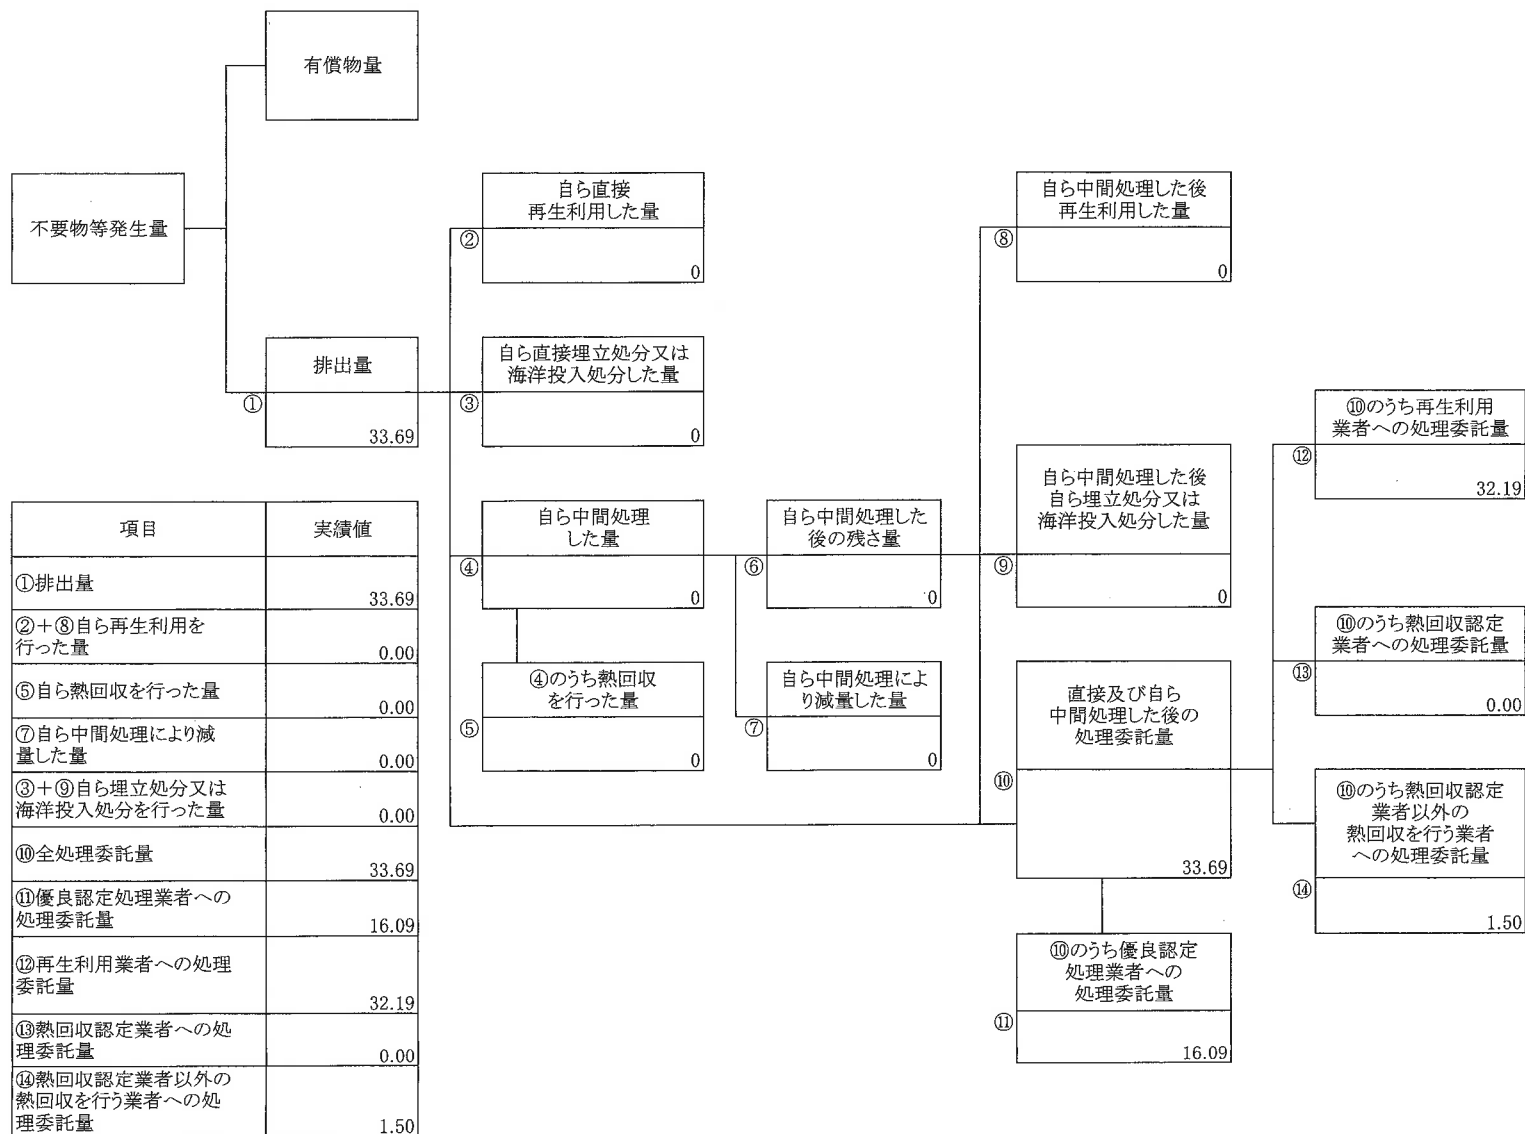 有償物量
不要物等発生量
排出量
①
33.69
自ら直接
再生利用した量
②
0
自ら直接埋立処分又は
海洋投入処分した量
③
0
自ら中間処理
した量
④
0
④のうち熱回収
を行った量
⑤
0
自ら中間処理した
後の残さ量
⑥
0
自ら中間処理によ
り減量した量
⑦
0
自ら中間処理した後
再生利用した量
⑧
0
自ら中間処理した後
自ら埋立処分又は
海洋投入処分した量
⑨
0
直接及び自ら
中間処理した後の
処理委託量
⑩
33.69
⑩のうち優良認定
処理業者への
処理委託量
⑪
16.09
⑩のうち再生利用
業者への処理委託量
⑫
32.19
⑩のうち熱回収認定
業者への処理委託量
⑬
0.00
⑩のうち熱回収認定
業者以外の
熱回収を行う業者
への処理委託量
⑭
1.50
項目 実績値
①排出量
33.69
②+⑧自ら再生利用を
行った量
0.00
⑤自ら熱回収を行った量
0.00
⑦自ら中間処理により減
量した量
0.00
③+⑨自ら埋立処分又は
海洋投入処分を行った量
0.00
⑩全処理委託量
33.69
⑪優良認定処理業者への
処理委託量
16.09
⑫再生利用業者への処理
委託量
32.19
⑬熱回収認定業者への処
理委託量
0.00
⑭熱回収認定業者以外の
熱回収を行う業者への処
理委託量
1.50